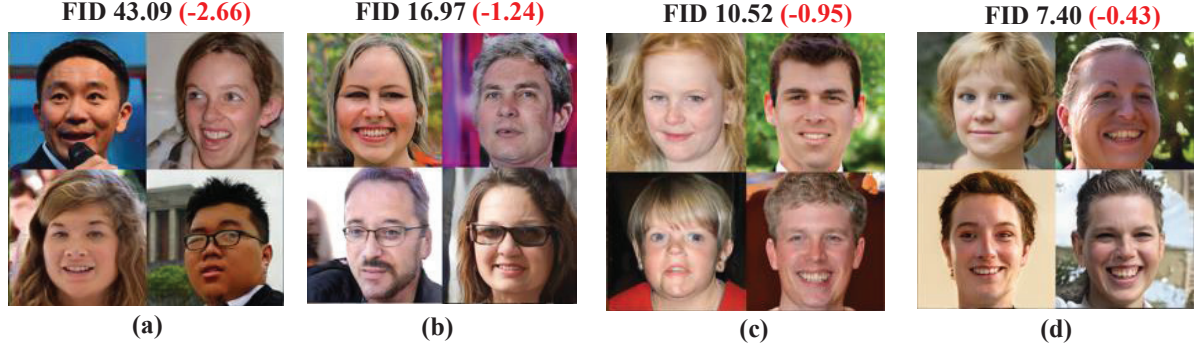 FID 43.09 (-2.66) FID 16.97 (-1.24) FID 10.52 (-0.95) FID 7.40 (-0.43)
(a) (b) (c) (d)